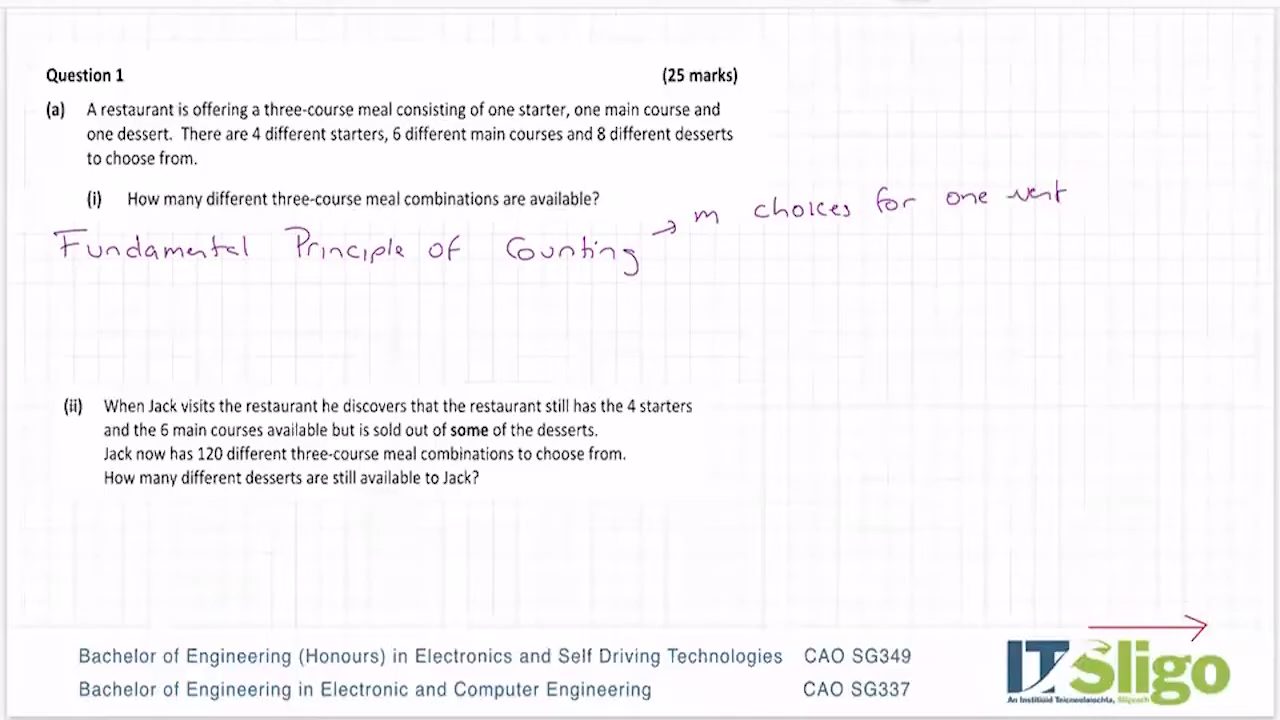 Question 1 (25 marks)
(a) A restaurant is offering a three-course meal consisting of one starter, one main course and
one dessert. There are 4 different starters, 6 different main courses and 8 different desserts
to choose from.
(i) How many different three-course meal combinations are available?
→ m choices for one
Fundamental Principle of Counting
(ii) When Jack visits the restaurant he discovers that the restaurant still has the 4 starters
and the 6 main courses available but is sold out of some of the desserts.
Jack now has 120 different three-course meal combinations to choose from.
How many different desserts are still available to Jack?
Bachelor of Engineering (Honours) in Electronics and Self Driving Technologies CAO SG349
Bachelor of Engineering in Electronic and Computer Engineering CAO SG337
IT Sligo
An Institiúid Teicneolaíochta, Sligeach